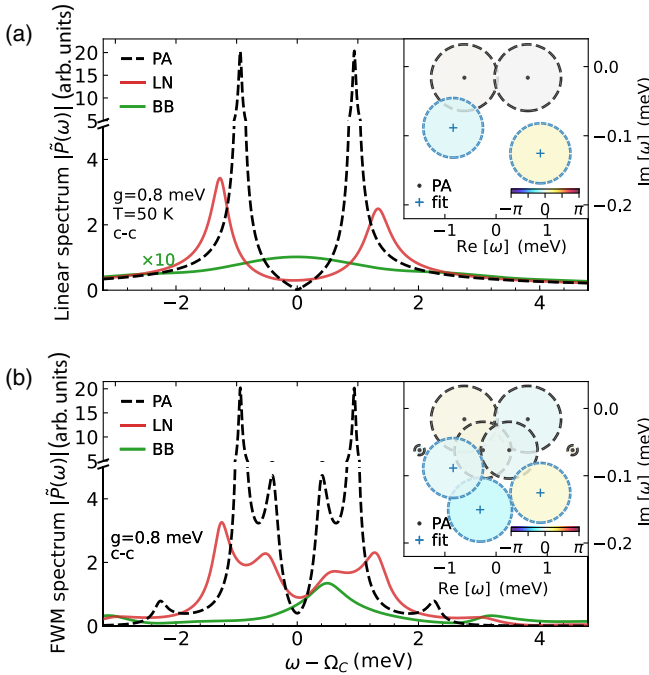 (a)
Linear spectrum |P̃(ω)| (arb. units)
20
15
10
5
4
2
0
PA
LN
BB
g=0.8 meV
T=50 K
c-c
×10
−2
0
2
4
PA
fit
−π 0 π
0.0
−0.1
−0.2
Im [ω] (meV)
−1 0 1
Re [ω] (meV)
(b)
FWM spectrum |P̃(ω)| (arb. units)
20
15
10
5
4
2
0
PA
LN
BB
g=0.8 meV
c-c
−2
0
2
4
ω − Ω_C (meV)
PA
fit
−π 0 π
0.0
−0.1
−0.2
Im [ω] (meV)
−1 0 1
Re [ω] (meV)